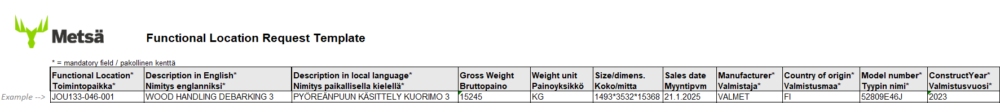 Metsä
Functional Location Request Template
* = mandatory field / pakollinen kenttä
Functional Location* Description in English* Description in local language* Gross Weight Weight unit Size/dimens. Sales date Manufacturer* Country of origin* Model number* ConstructYear*
Toimintopaikka* Nimitys englanniksi* Nimitys paikallisella kielellä* Bruttopaino Painoyksikkö Koko/mitta Myyntipvm Valmistaja* Valmistusmaa* Tyypin nimi* Valmistusvuosi*
Example --> JOU133-046-001 WOOD HANDLING DEBARKING 3 PYÖREÄNPUUN KÄSITTELY KUORIMO 3 15245 KG 1493*3532*15368 21.1.2025 VALMET FI 52809E46J 2023